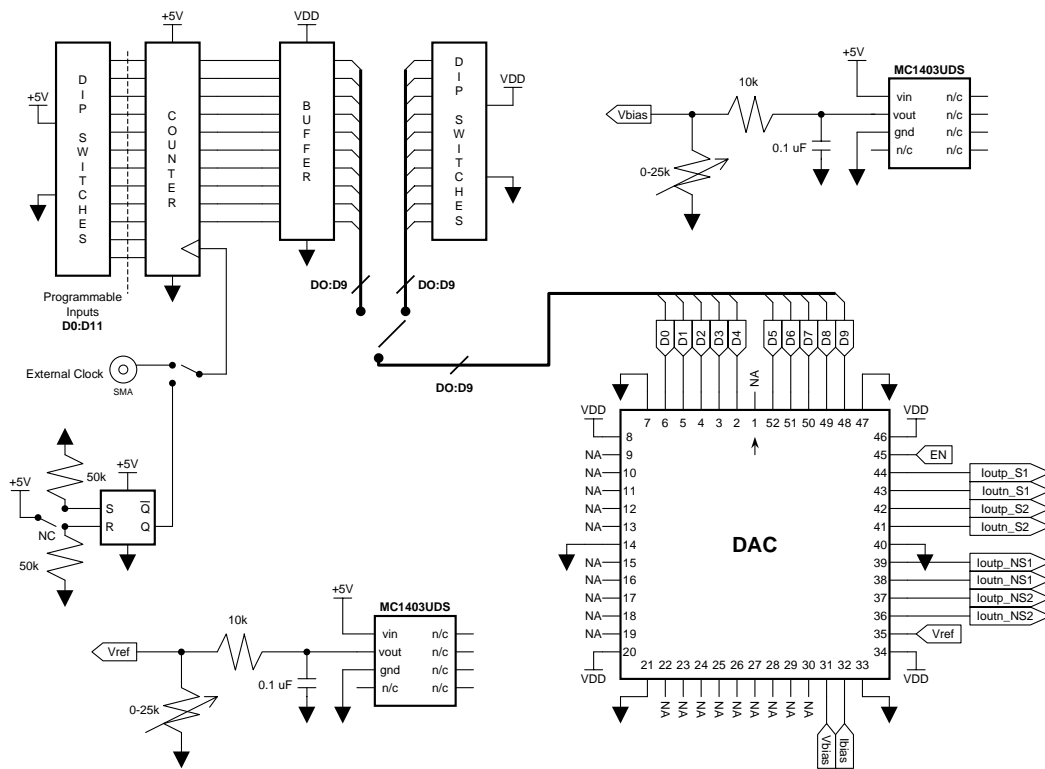 +5V
VDD
+5V
DIP SWITCHES
COUNTER
BUFFER
DIP SWITCHES
VDD
DO:D9
DO:D9
Programmable
Inputs
D0:D11
External Clock
SMA
DO:D9
+5V
MC1403UDS
10k
Vbias
vin n/c
vout n/c
gnd n/c
n/c n/c
0.1 uF
0-25k
D0 D1 D2 D3 D4 NA D5 D6 D7 D8 D9
7 6 5 4 3 2 1 52 51 50 49 48 47
VDD 8
NA 9
NA 10
NA 11
NA 12
NA 13
14
NA 15
NA 16
NA 17
NA 18
NA 19
VDD 20
DAC
46 VDD
45 EN
44 Ioutp_S1
43 Ioutn_S1
42 Ioutp_S2
41 Ioutn_S2
40
39 Ioutp_NS1
38 Ioutn_NS1
37 Ioutp_NS2
36 Ioutn_NS2
35 Vref
34 VDD
21 22 23 24 25 26 27 28 29 30 31 32 33
NA NA NA NA NA NA NA NA NA Vbias Ibias
50k
+5V
+5V
S Q
R Q
NC
50k
+5V
MC1403UDS
10k
Vref
vin n/c
vout n/c
gnd n/c
n/c n/c
0.1 uF
0-25k